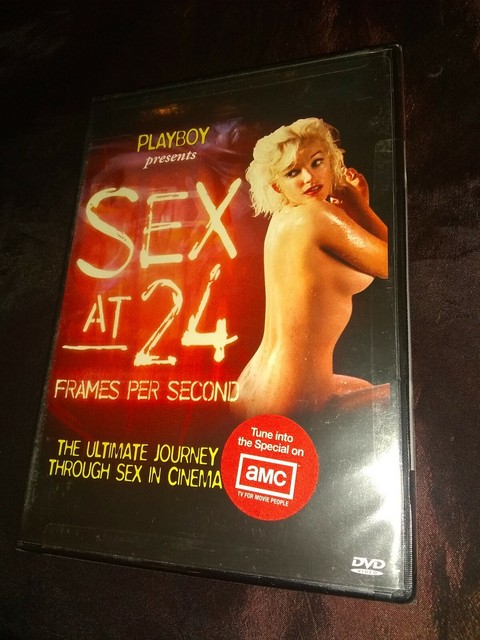 PLAYBOY
presents
SEX
AT 24
FRAMES PER SECOND
THE ULTIMATE JOURNEY
THROUGH SEX IN CINEMA
Tune into
the Special on
aMC
TV FOR MOVIE PEOPLE
DVD
VIDEO